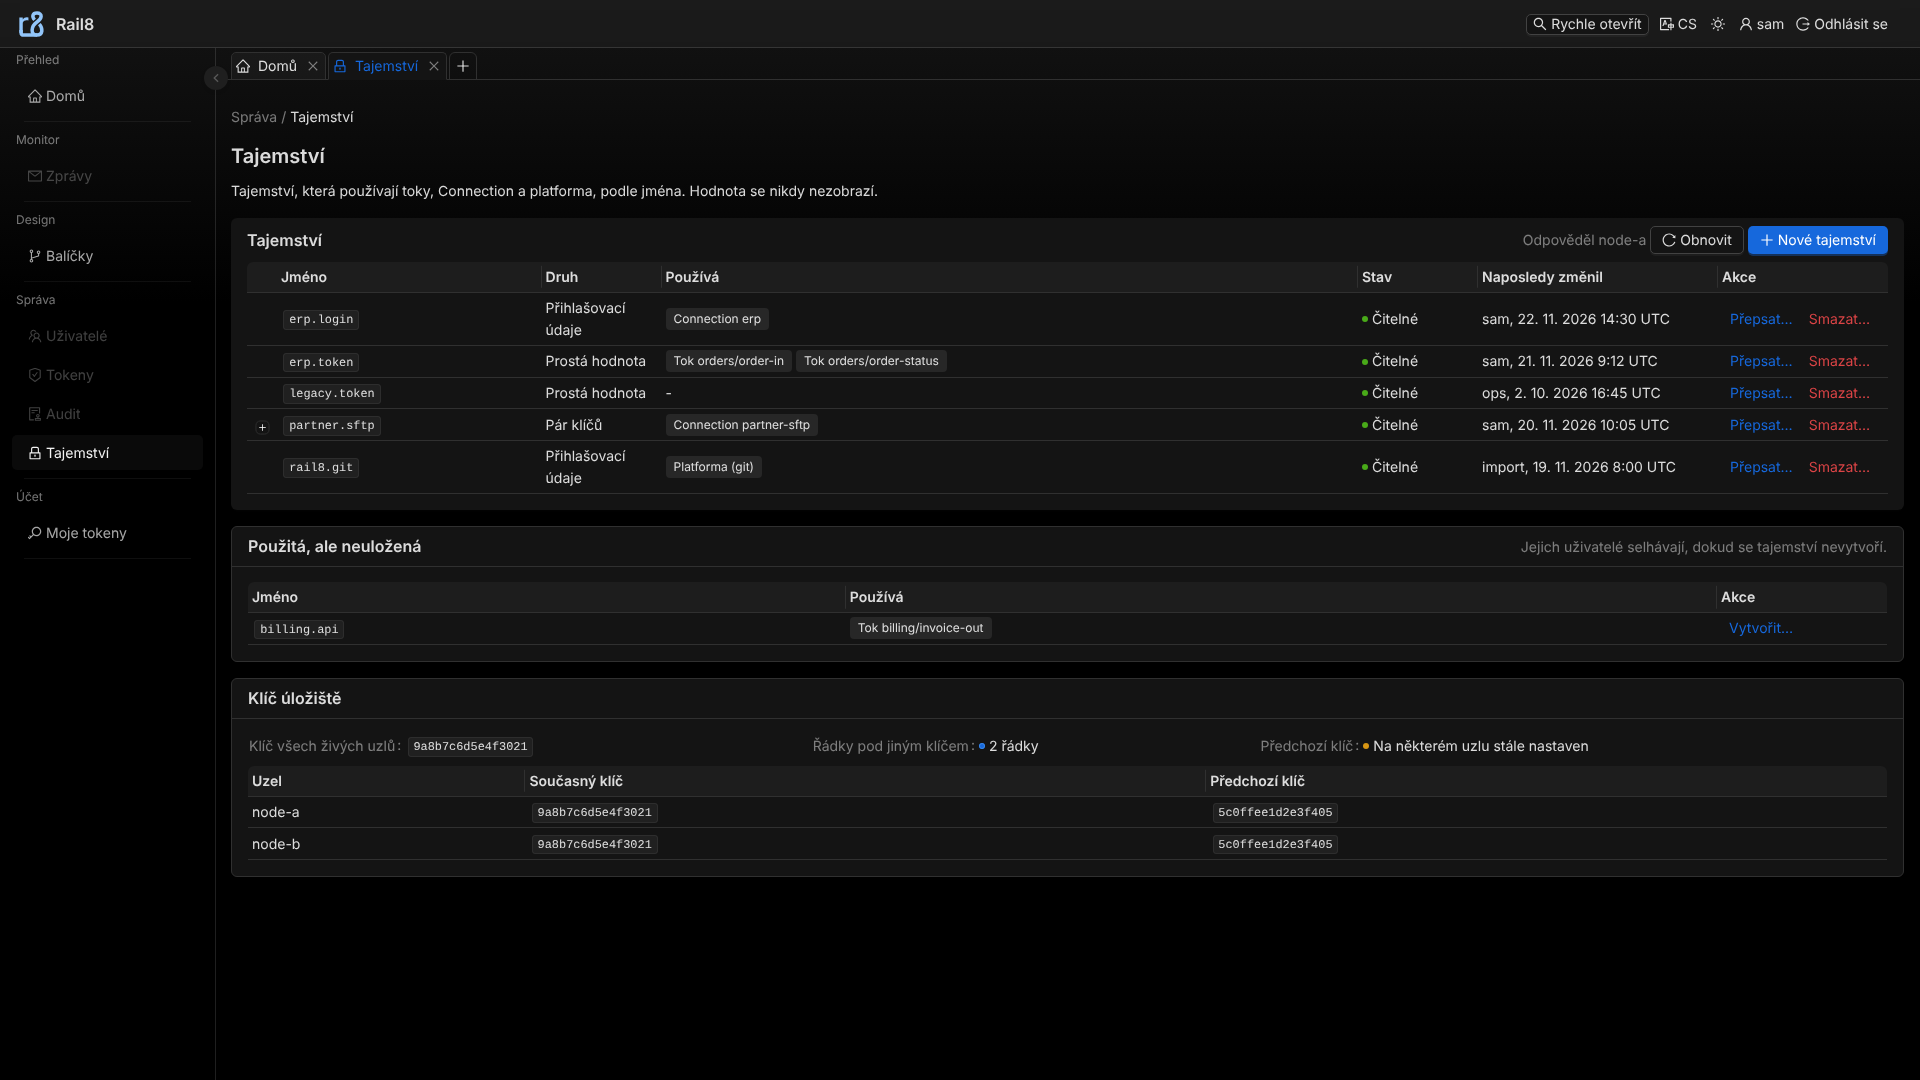 r8 Rail8
Rychle otevřít CS sam Odhlásit se
Přehled
Domů
Monitor
Zprávy
Design
Balíčky
Správa
Uživatelé
Tokeny
Audit
Tajemství
Účet
Moje tokeny
Domů Tajemství
Správa / Tajemství
Tajemství
Tajemství, která používají toky, Connection a platforma, podle jména. Hodnota se nikdy nezobrazí.
Tajemství Odpověděl node-a Obnovit Nové tajemství
Jméno Druh Používá Stav Naposledy změnil Akce
erp.login Přihlašovací údaje Connection erp Čitelné sam, 22. 11. 2026 14:30 UTC Přepsat... Smazat...
erp.token Prostá hodnota Tok orders/order-in Tok orders/order-status Čitelné sam, 21. 11. 2026 9:12 UTC Přepsat... Smazat...
legacy.token Prostá hodnota - Čitelné ops, 2. 10. 2026 16:45 UTC Přepsat... Smazat...
partner.sftp Pár klíčů Connection partner-sftp Čitelné sam, 20. 11. 2026 10:05 UTC Přepsat... Smazat...
rail8.git Přihlašovací údaje Platforma (git) Čitelné import, 19. 11. 2026 8:00 UTC Přepsat... Smazat...
Použitá, ale neuložená Jejich uživatelé selhávají, dokud se tajemství nevytvoří.
Jméno Používá Akce
billing.api Tok billing/invoice-out Vytvořit...
Klíč úložiště
Klíč všech živých uzlů: 9a8b7c6d5e4f3021 Řádky pod jiným klíčem: 2 řádky Předchozí klíč: Na některém uzlu stále nastaven
Uzel Současný klíč Předchozí klíč
node-a 9a8b7c6d5e4f3021 5c0ffee1d2e3f405
node-b 9a8b7c6d5e4f3021 5c0ffee1d2e3f405